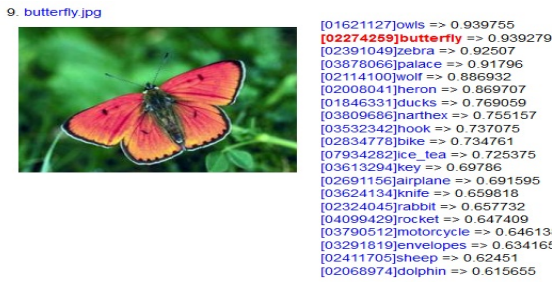 9. butterfly.jpg
[01621127]owls => 0.939755
[02274259]butterfly => 0.939279
[02391049]zebra => 0.92507
[03878066]palace => 0.91796
[02114100]wolf => 0.886932
[02008041]heron => 0.869707
[01846331]ducks => 0.769059
[03809686]narthex => 0.755157
[03532342]hook => 0.737075
[02834778]bike => 0.734761
[07934282]ice_tea => 0.725375
[03613294]key => 0.69786
[02691156]airplane => 0.691595
[03624134]knife => 0.659818
[02324045]rabbit => 0.657732
[04099429]rocket => 0.647409
[03790512]motorcycle => 0.64613
[03291819]envelopes => 0.634165
[02411705]sheep => 0.62451
[02068974]dolphin => 0.615655